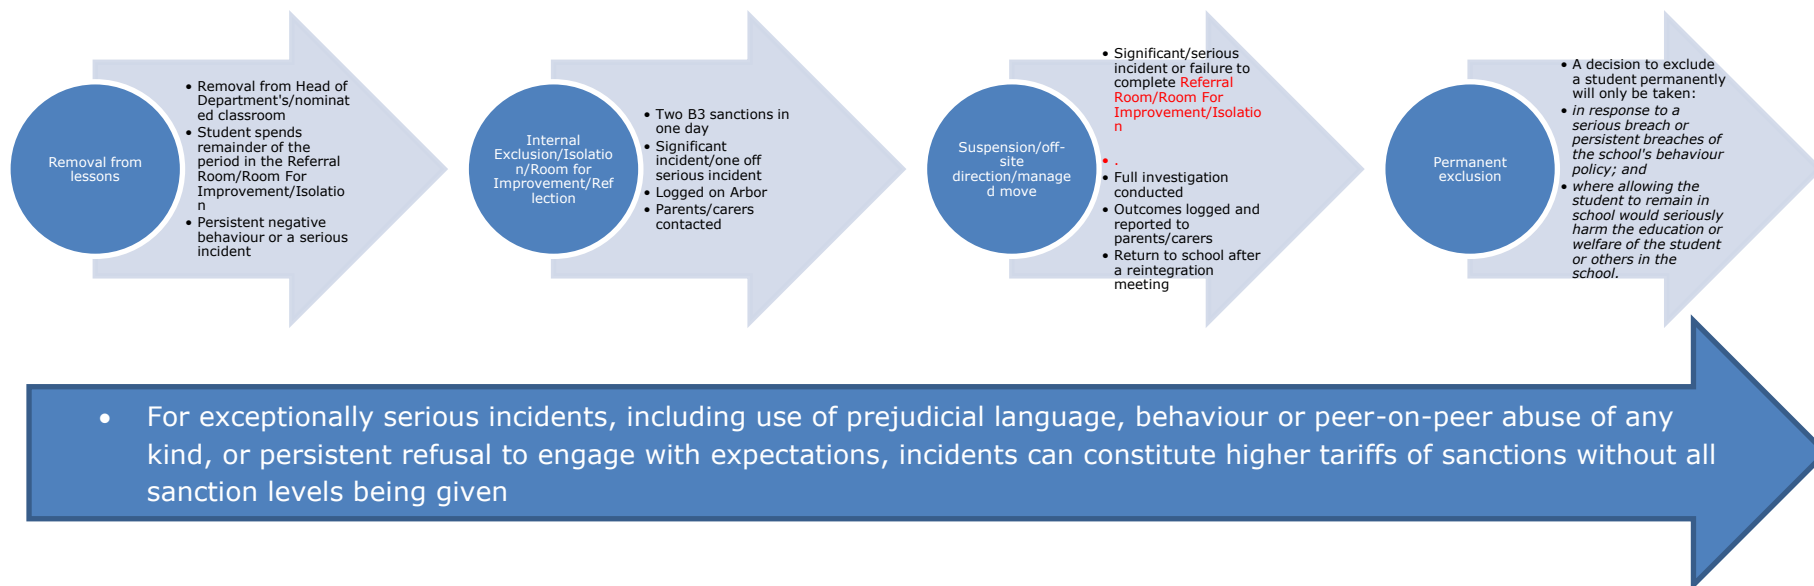 Removal from
lessons
• Removal from Head of
Department's/nominat
ed classroom
• Student spends
remainder of the
period in the Referral
Room/Room For
Improvement/Isolatio
n
• Persistent negative
behaviour or a serious
incident
Internal
Exclusion/Isolatio
n/Room for
Improvement/Ref
lection
• Two B3 sanctions in
one day
• Significant
incident/one off
serious incident
• Logged on Arbor
• Parents/carers
contacted
Suspension/off-
site
direction/manage
d move
• Significant/serious
incident or failure to
complete Referral
Room/Room For
Improvement/Isolatio
n
• .
• Full investigation
conducted
• Outcomes logged and
reported to
parents/carers
• Return to school after
a reintegration
meeting
Permanent
exclusion
• A decision to exclude
a student permanently
will only be taken:
• in response to a
serious breach or
persistent breaches of
the school's behaviour
policy; and
• where allowing the
student to remain in
school would seriously
harm the education or
welfare of the student
or others in the
school.
• For exceptionally serious incidents, including use of prejudicial language, behaviour or peer-on-peer abuse of any
kind, or persistent refusal to engage with expectations, incidents can constitute higher tariffs of sanctions without all
sanction levels being given